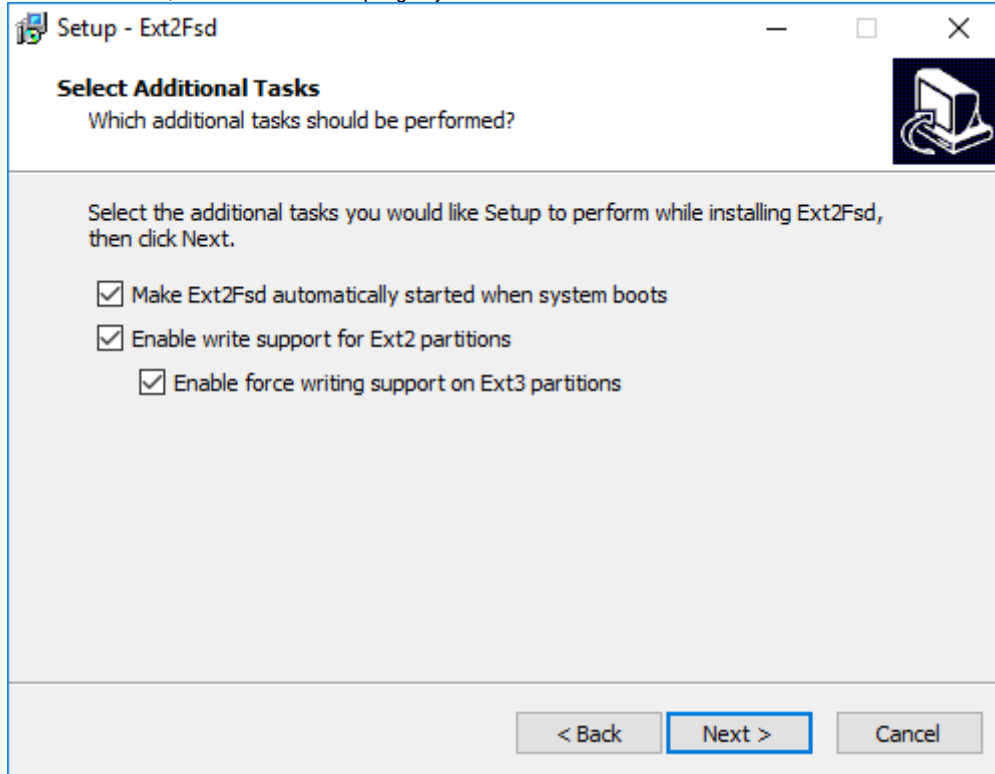 Setup - Ext2Fsd
Select Additional Tasks
Which additional tasks should be performed?
Select the additional tasks you would like Setup to perform while installing Ext2Fsd,
then click Next.
Make Ext2Fsd automatically started when system boots
Enable write support for Ext2 partitions
Enable force writing support on Ext3 partitions
< Back Next > Cancel